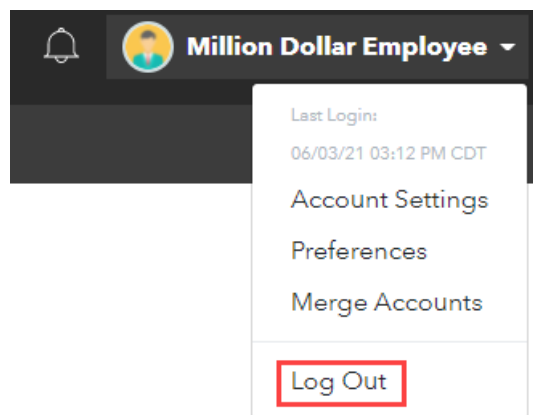 Million Dollar Employee
Last Login:
06/03/21 03:12 PM CDT
Account Settings
Preferences
Merge Accounts
Log Out